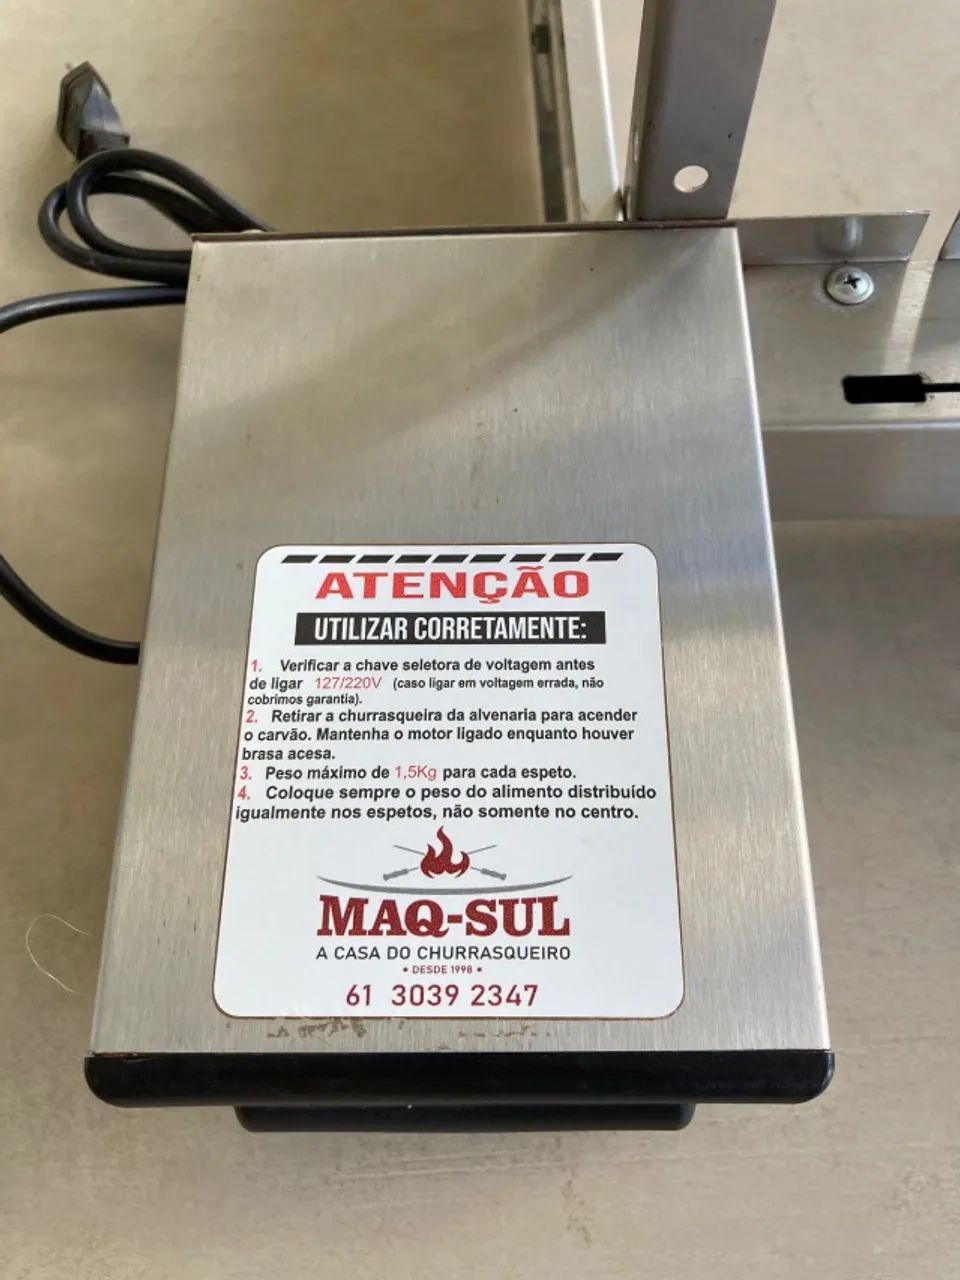 ATENÇÃO
UTILIZAR CORRETAMENTE:
1. Verificar a chave seletora de voltagem antes
de ligar 127/220V (caso ligar em voltagem errada, não
cobrimos garantia).
2. Retirar a churrasqueira da alvenaria para acender
o carvão. Mantenha o motor ligado enquanto houver
brasa acesa.
3. Peso máximo de 1,5Kg para cada espeto.
4. Coloque sempre o peso do alimento distribuído
igualmente nos espetos, não somente no centro.
MAQ-SUL
A CASA DO CHURRASQUEIRO
• DESDE 1998 •
61 3039 2347